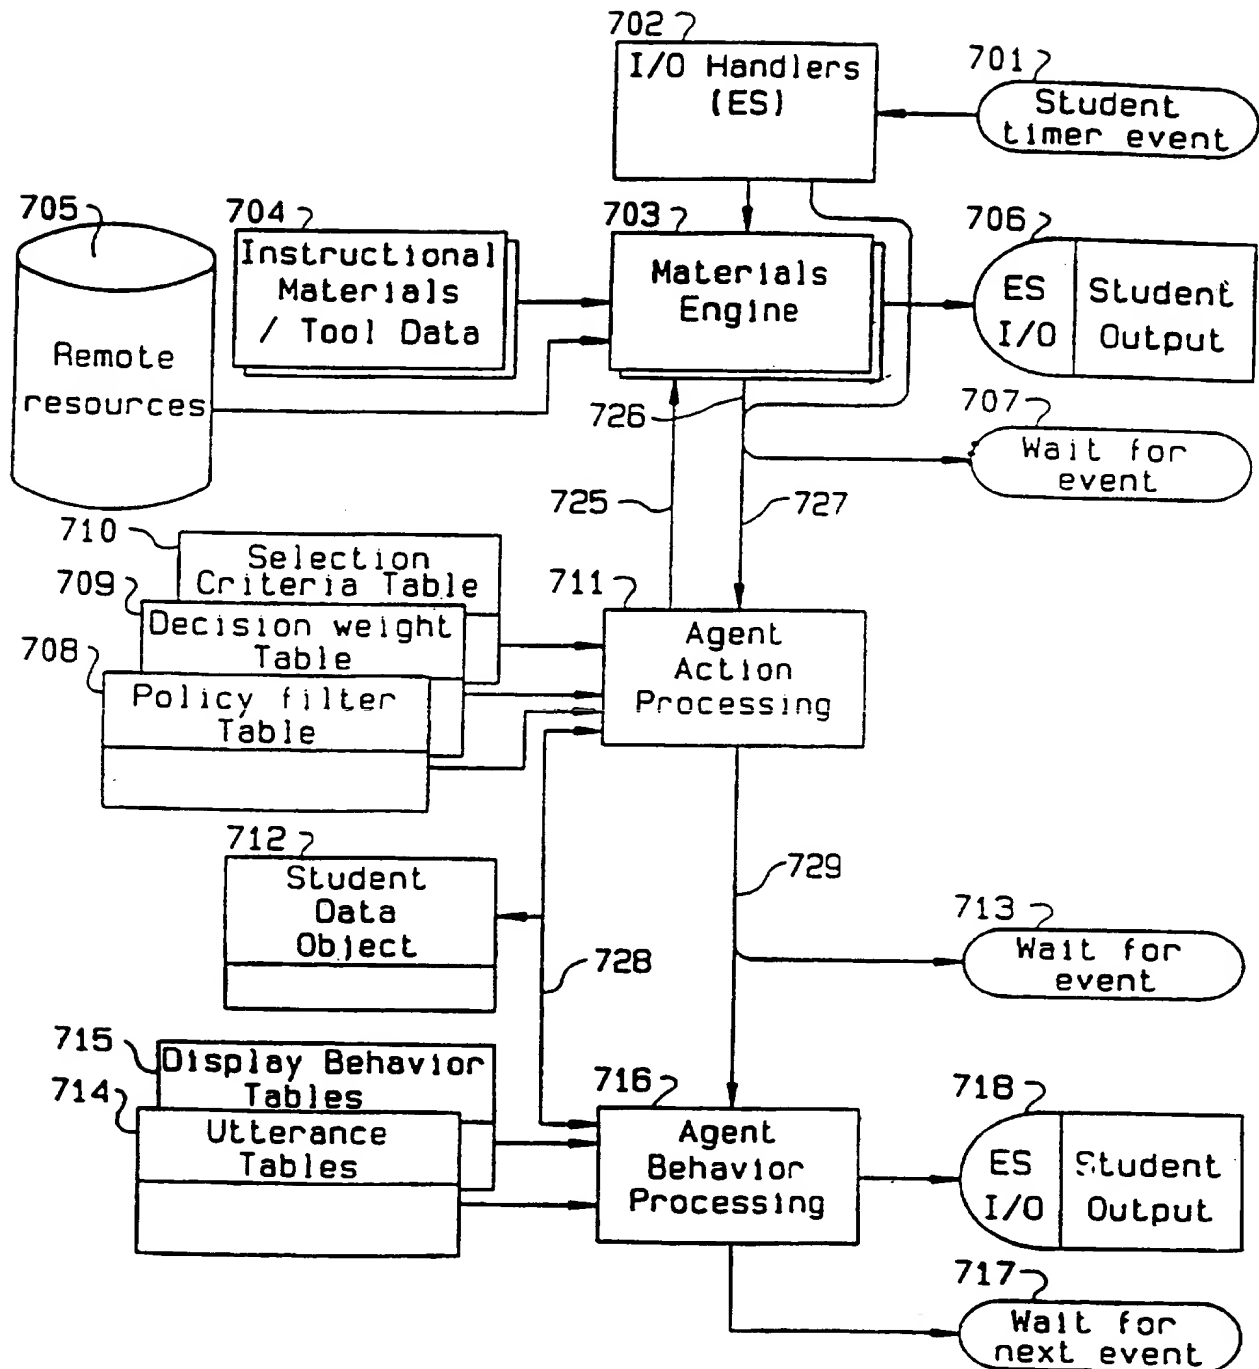 702
I/O Handlers
(ES)
701
Student
timer event
705
Remote
resources
704
Instructional
Materials
/ Tool Data
703
Materials
Engine
706
ES
I/O
Student
Output
726
707
Wait for
event
725
727
710
Selection
Criteria Table
709
Decision weight
Table
708
Policy filter
Table
711
Agent
Action
Processing
712
Student
Data
Object
728
729
713
Wait for
event
715
Display Behavior
Tables
714
Utterance
Tables
716
Agent
Behavior
Processing
718
ES
I/O
Student
Output
717
Wait for
next event